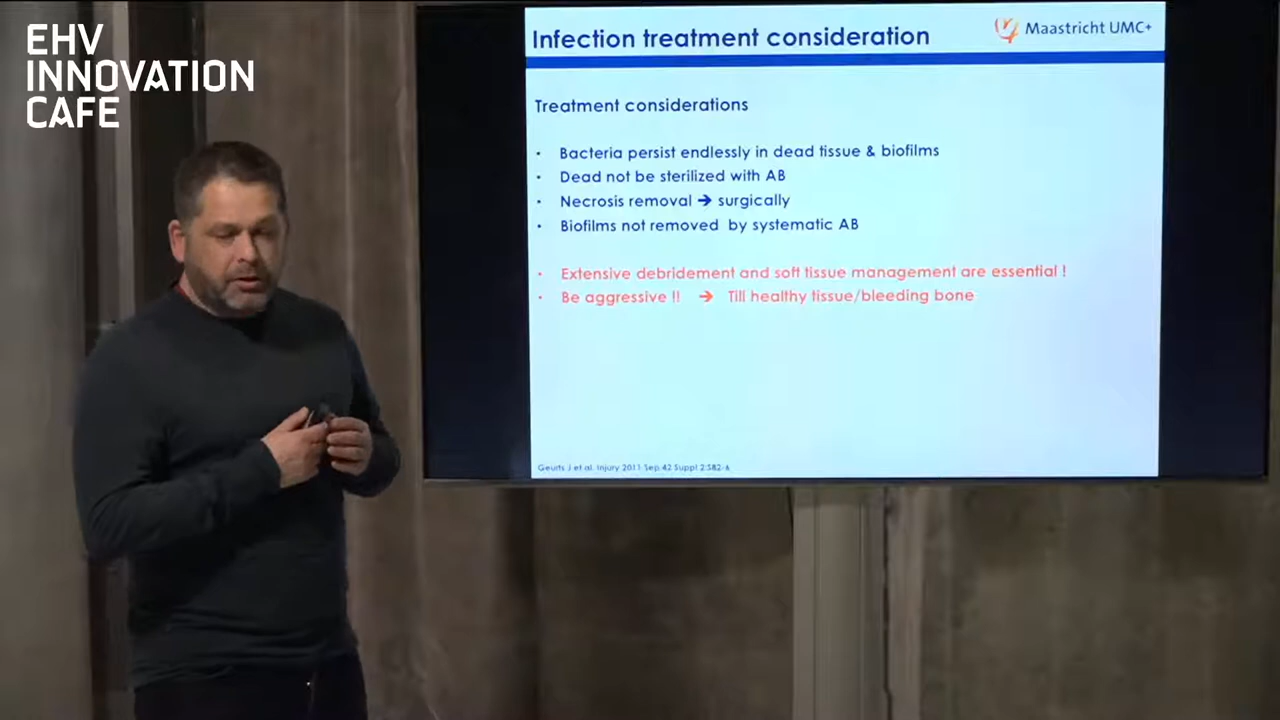 EHV
INNOVATION
CAFE
Infection treatment consideration
Maastricht UMC+
Treatment considerations
• Bacteria persist endlessly in dead tissue & biofilms
• Dead not be sterilized with AB
• Necrosis removal → surgically
• Biofilms not removed by systematic AB
• Extensive debridement and soft tissue management are essential !
• Be aggressive !! → Till healthy tissue/bleeding bone
Geurts J et al. Injury 2011 Sep;42 Suppl 2:S82-6